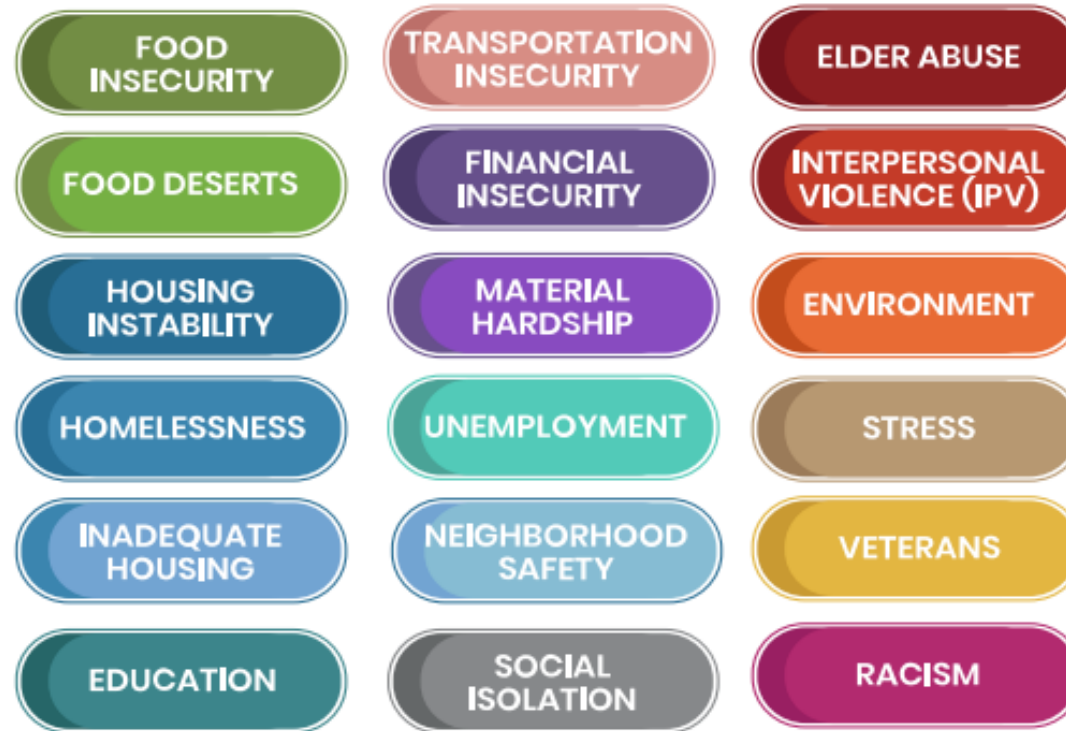 FOOD
INSECURITY
TRANSPORTATION
INSECURITY
ELDER ABUSE
FOOD DESERTS
FINANCIAL
INSECURITY
INTERPERSONAL
VIOLENCE (IPV)
HOUSING
INSTABILITY
MATERIAL
HARDSHIP
ENVIRONMENT
HOMELESSNESS
UNEMPLOYMENT
STRESS
INADEQUATE
HOUSING
NEIGHBORHOOD
SAFETY
VETERANS
EDUCATION
SOCIAL
ISOLATION
RACISM